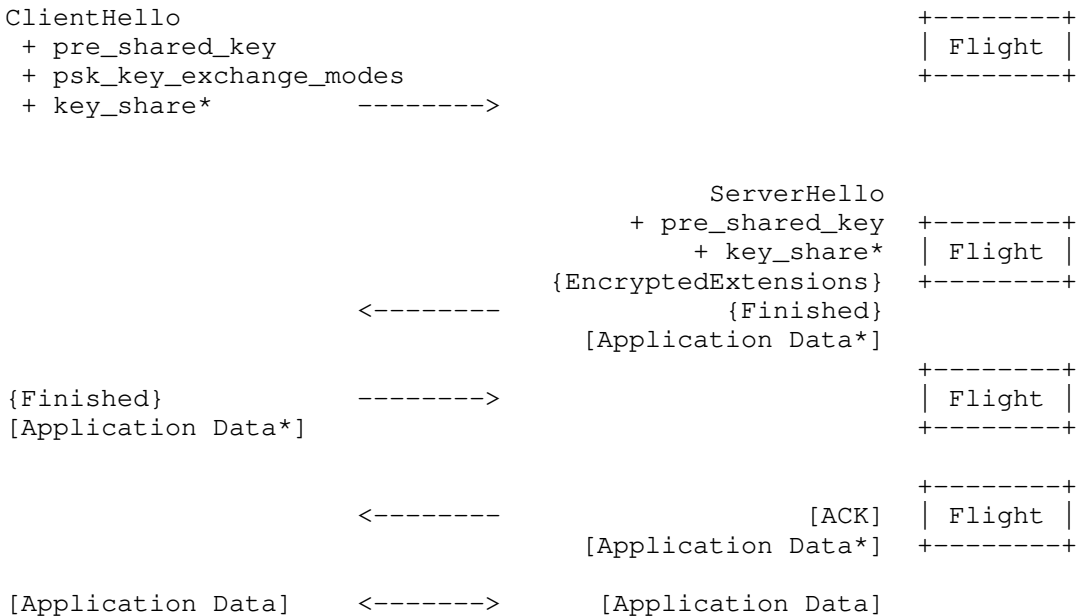 ClientHello                                              +--------+
 + pre_shared_key                                        | Flight |
 + psk_key_exchange_modes                                +--------+
 + key_share*         -------->


                                            ServerHello
                                       + pre_shared_key  +--------+
                                           + key_share*  | Flight |
                                  {EncryptedExtensions}  +--------+
                      <--------              {Finished}
                                    [Application Data*]
                                                         +--------+
{Finished}            -------->                          | Flight |
[Application Data*]                                      +--------+

                                                         +--------+
                      <--------                   [ACK]  | Flight |
                                    [Application Data*]  +--------+

[Application Data]    <------->      [Application Data]